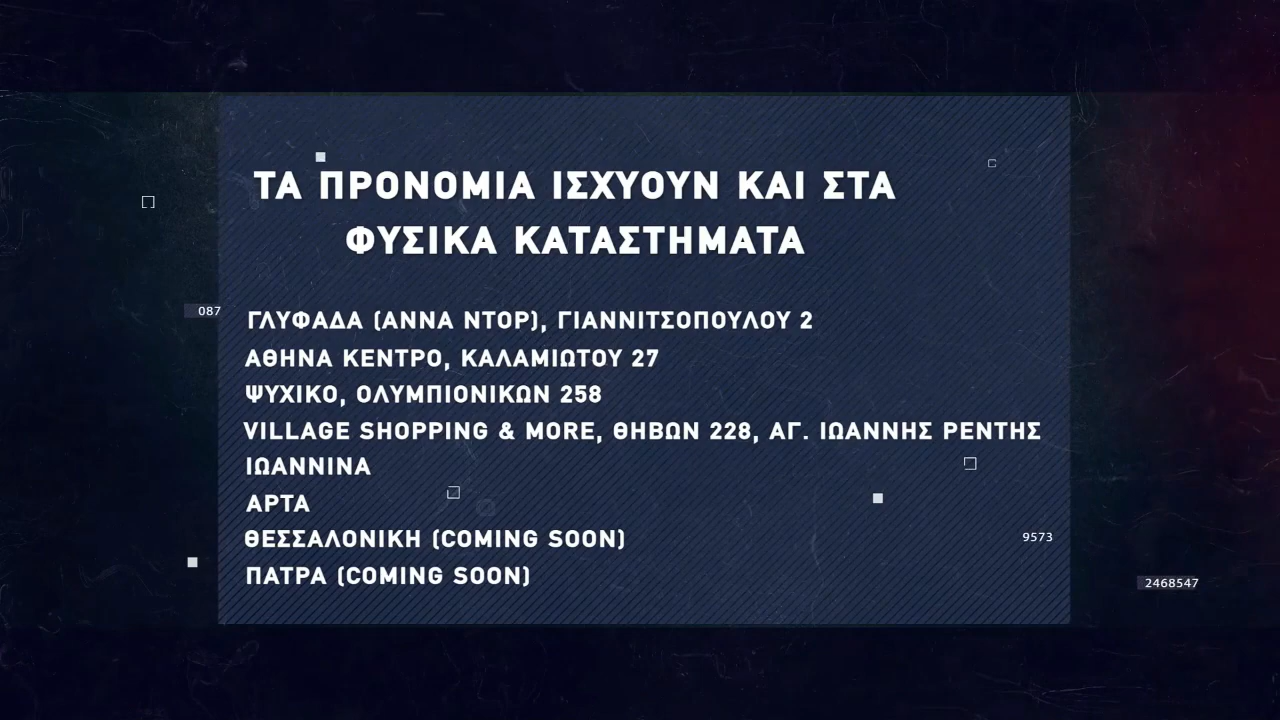 ΤΑ ΠΡΟΝΟΜΙΑ ΙΣΧΥΟΥΝ ΚΑΙ ΣΤΑ
ΦΥΣΙΚΑ ΚΑΤΑΣΤΗΜΑΤΑ
087
ΓΛΥΦΑΔΑ (ΑΝΝΑ ΝΤΟΡ), ΓΙΑΝΝΙΤΣΟΠΟΥΛΟΥ 2
ΑΘΗΝΑ ΚΕΝΤΡΟ, ΚΑΛΑΜΙΩΤΟΥ 27
ΨΥΧΙΚΟ, ΟΛΥΜΠΙΟΝΙΚΩΝ 258
VILLAGE SHOPPING & MORE, ΘΗΒΩΝ 228, ΑΓ. ΙΩΑΝΝΗΣ ΡΕΝΤΗΣ
ΙΩΑΝΝΙΝΑ
ΑΡΤΑ
ΘΕΣΣΑΛΟΝΙΚΗ (COMING SOON)
9573
ΠΑΤΡΑ (COMING SOON)
2468547